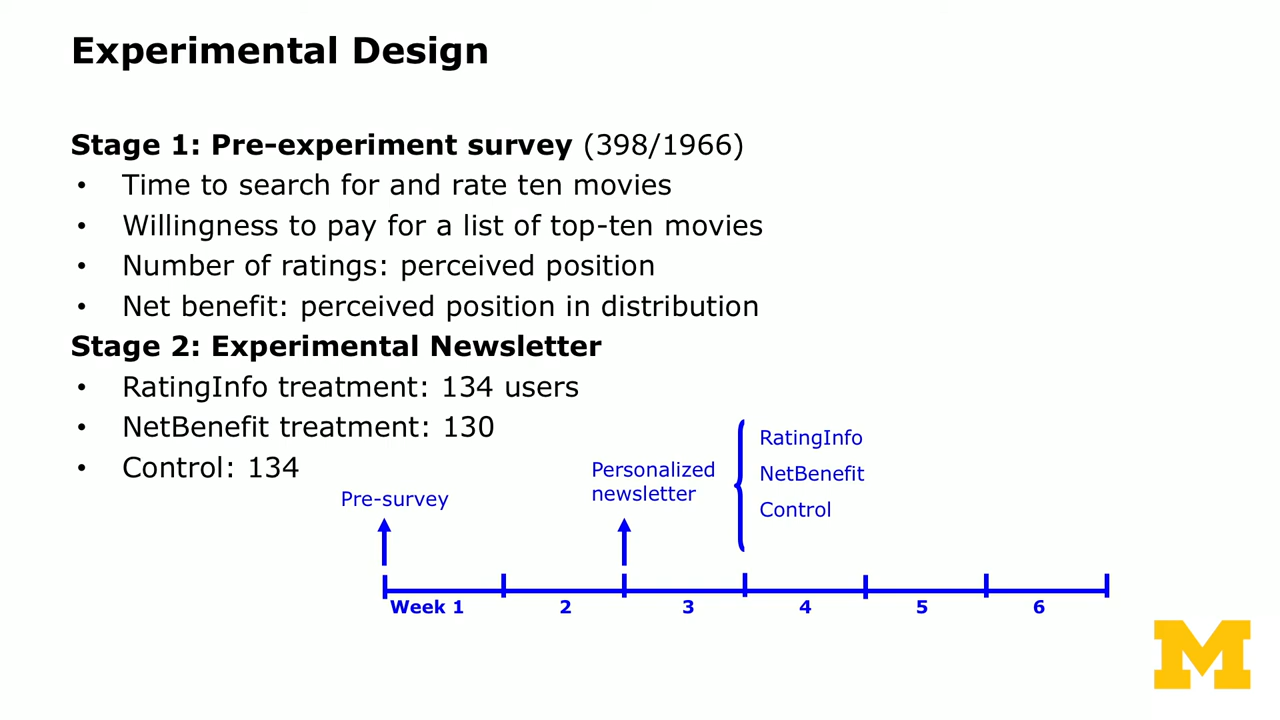 Experimental Design
Stage 1: Pre-experiment survey (398/1966)
• Time to search for and rate ten movies
• Willingness to pay for a list of top-ten movies
• Number of ratings: perceived position
• Net benefit: perceived position in distribution
Stage 2: Experimental Newsletter
• RatingInfo treatment: 134 users
• NetBenefit treatment: 130
• Control: 134
Pre-survey
Personalized
newsletter
RatingInfo
NetBenefit
Control
Week 1 2 3 4 5 6
M